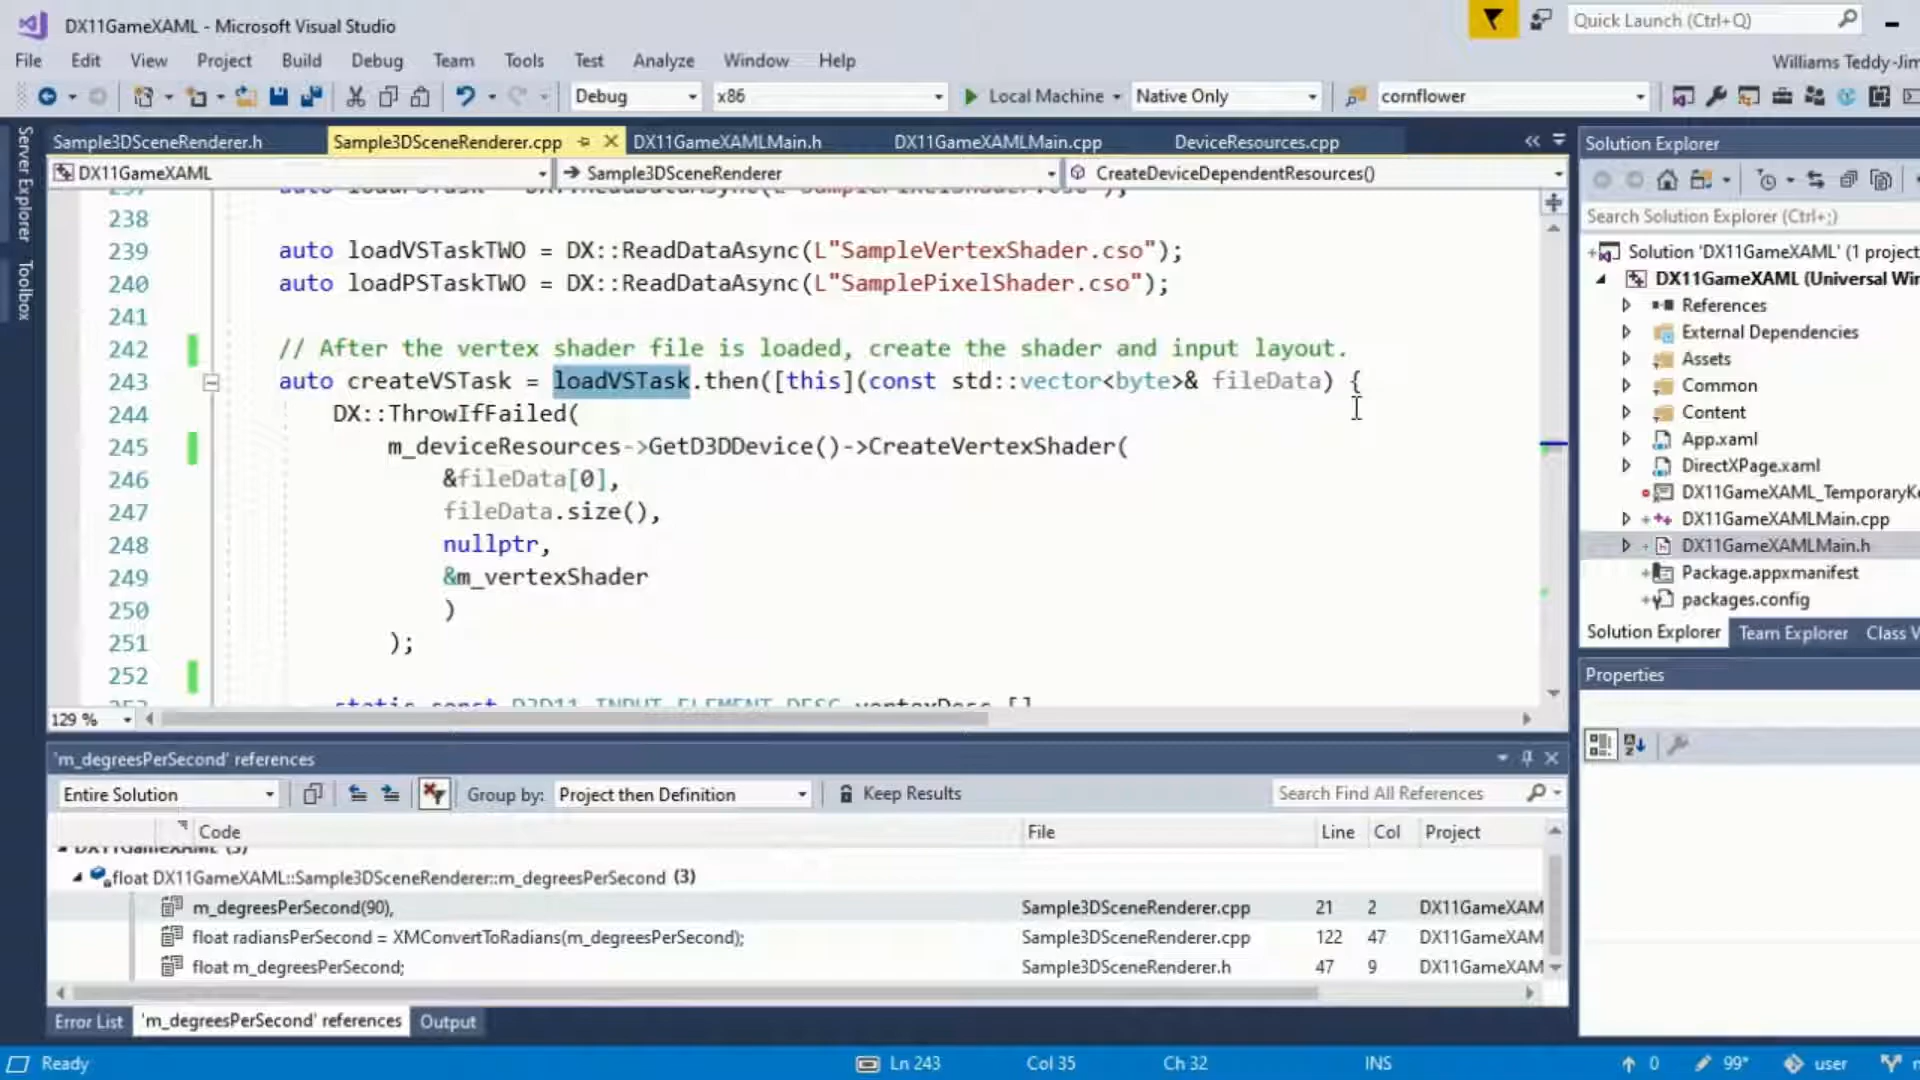 DX11GameXAML - Microsoft Visual Studio
Quick Launch (Ctrl+Q)
File Edit View Project Build Debug Team Tools Test Analyze Window Help
Williams Teddy-Jim
Debug x86 Local Machine Native Only cornflower
Server Explorer
Toolbox
Sample3DSceneRenderer.h Sample3DSceneRenderer.cpp DX11GameXAMLMain.h DX11GameXAMLMain.cpp DeviceResources.cpp
DX11GameXAML Sample3DSceneRenderer CreateDeviceDependentResources()
238
239 auto loadVSTaskTWO = DX::ReadDataAsync(L"SampleVertexShader.cso");
240 auto loadPSTaskTWO = DX::ReadDataAsync(L"SamplePixelShader.cso");
241
242 // After the vertex shader file is loaded, create the shader and input layout.
243 auto createVSTask = loadVSTask.then([this](const std::vector<byte>& fileData) {
244 DX::ThrowIfFailed(
245 m_deviceResources->GetD3DDevice()->CreateVertexShader(
246 &fileData[0],
247 fileData.size(),
248 nullptr,
249 &m_vertexShader
250 )
251 );
252
static const D3D11_INPUT_ELEMENT_DESC vertexDesc []
129 %
Solution Explorer
Search Solution Explorer (Ctrl+;)
Solution 'DX11GameXAML' (1 project
DX11GameXAML (Universal Win
References
External Dependencies
Assets
Common
Content
App.xaml
DirectXPage.xaml
DX11GameXAML_TemporaryKe
DX11GameXAMLMain.cpp
DX11GameXAMLMain.h
Package.appxmanifest
packages.config
Solution Explorer Team Explorer Class V
Properties
'm_degreesPerSecond' references
Entire Solution Group by: Project then Definition Keep Results Search Find All References
Code File Line Col Project
DX11GameXAML (3)
float DX11GameXAML::Sample3DSceneRenderer::m_degreesPerSecond (3)
m_degreesPerSecond(90), Sample3DSceneRenderer.cpp 21 2 DX11GameXAM
float radiansPerSecond = XMConvertToRadians(m_degreesPerSecond); Sample3DSceneRenderer.cpp 122 47 DX11GameXAM
float m_degreesPerSecond; Sample3DSceneRenderer.h 47 9 DX11GameXAM
Error List 'm_degreesPerSecond' references Output
Ready Ln 243 Col 35 Ch 32 INS 0 99* user